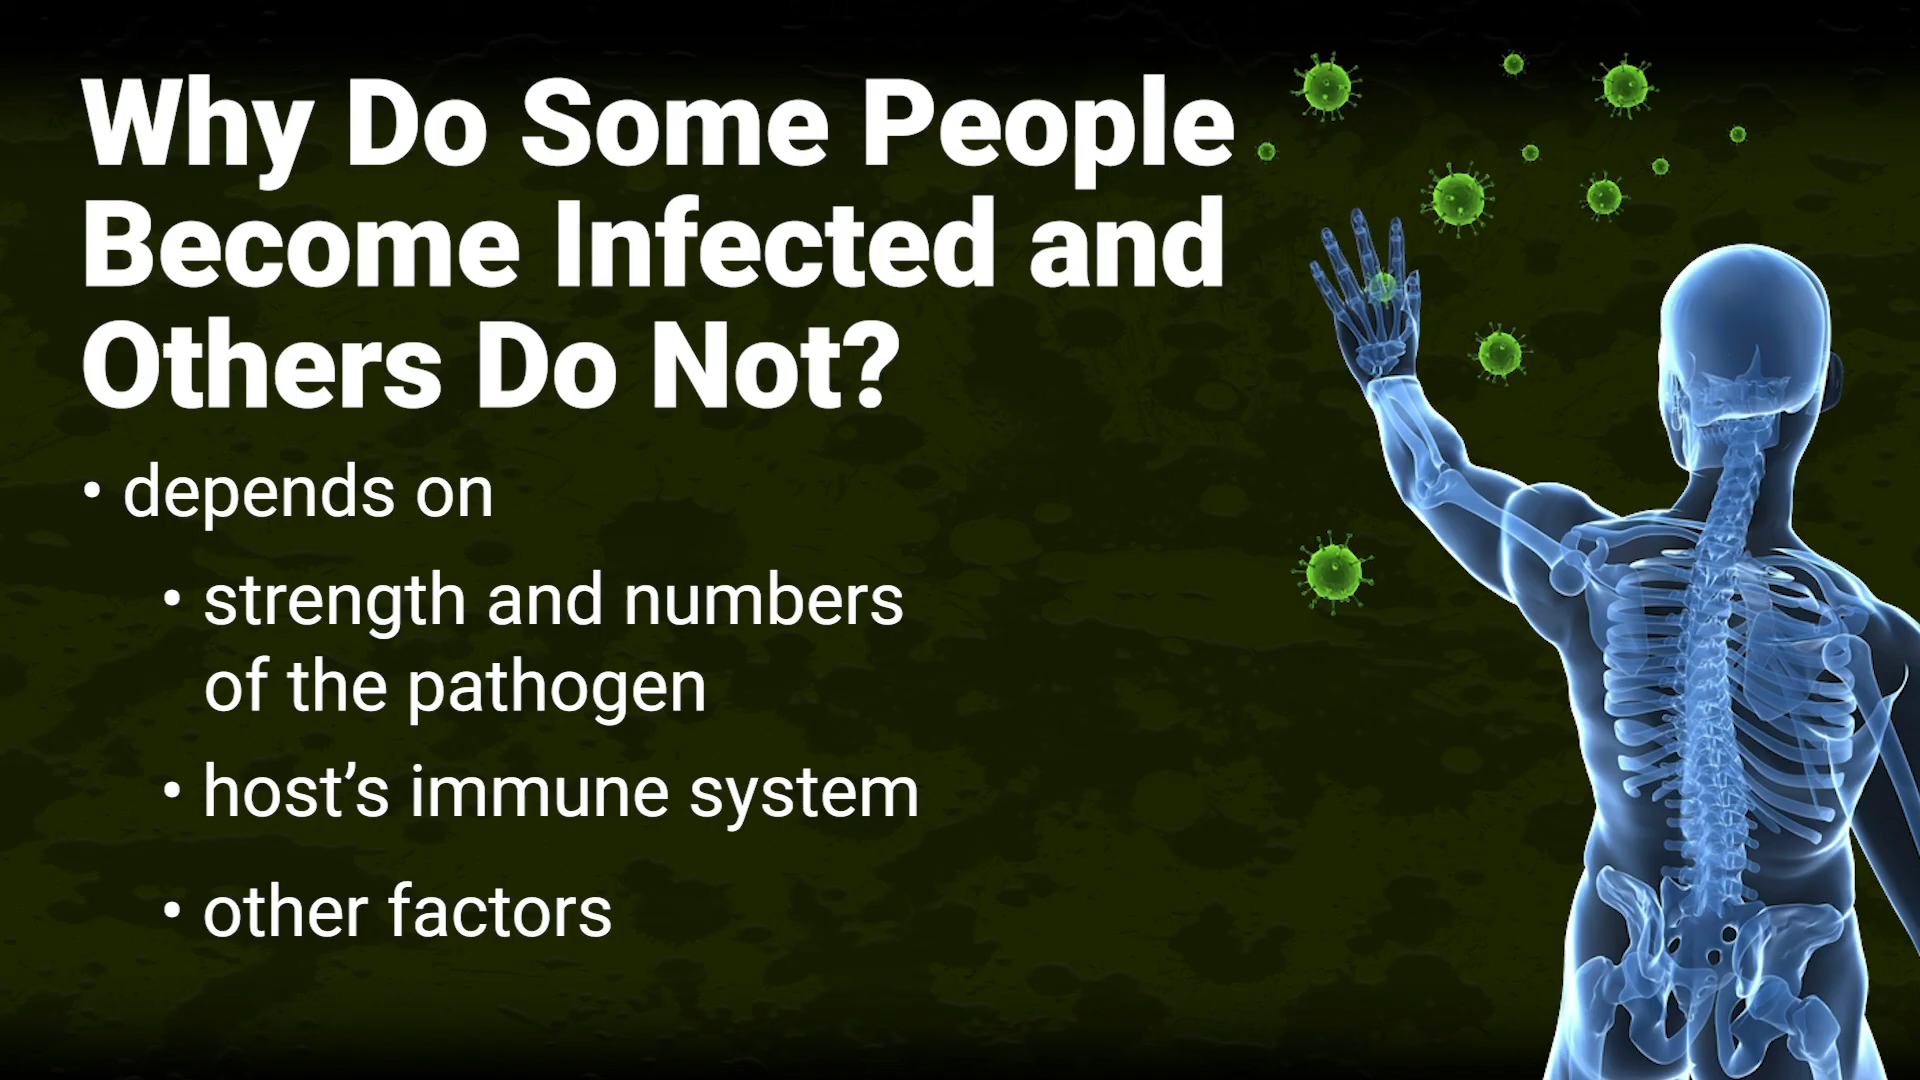 Why Do Some People
Become Infected and
Others Do Not?
• depends on
• strength and numbers
of the pathogen
• host’s immune system
• other factors